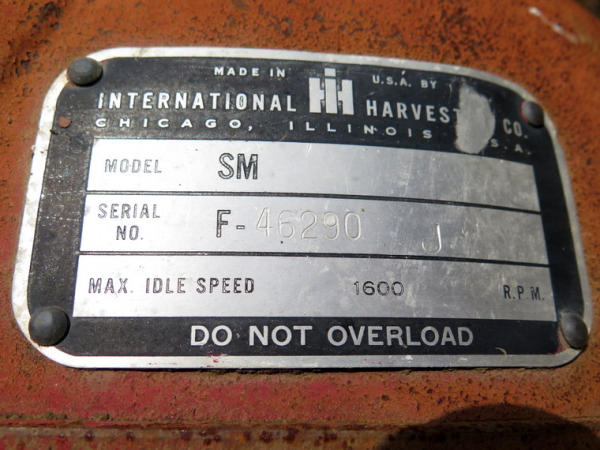 MADE IN U.S.A. BY
INTERNATIONAL IH HARVEST CO.
CHICAGO, ILLINOIS S.A.
MODEL SM
SERIAL NO. F-46290 J
MAX. IDLE SPEED 1600 R.P.M.
DO NOT OVERLOAD